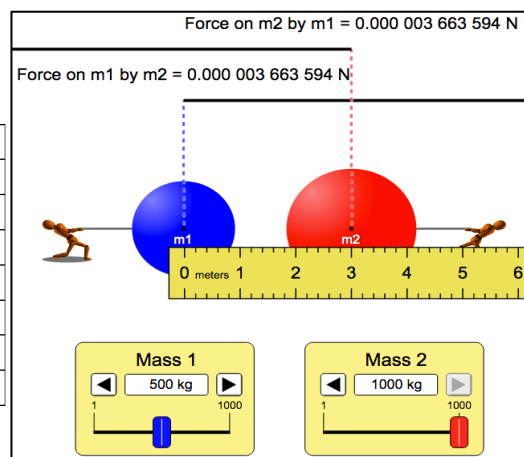 Force on m2 by m1 = 0.000 003 663 594 N
Force on m1 by m2 = 0.000 003 663 594 N
m1
m2
0 meters 1 2 3 4 5 6
Mass 1
500 kg
1 1000
Mass 2
1000 kg
1 1000